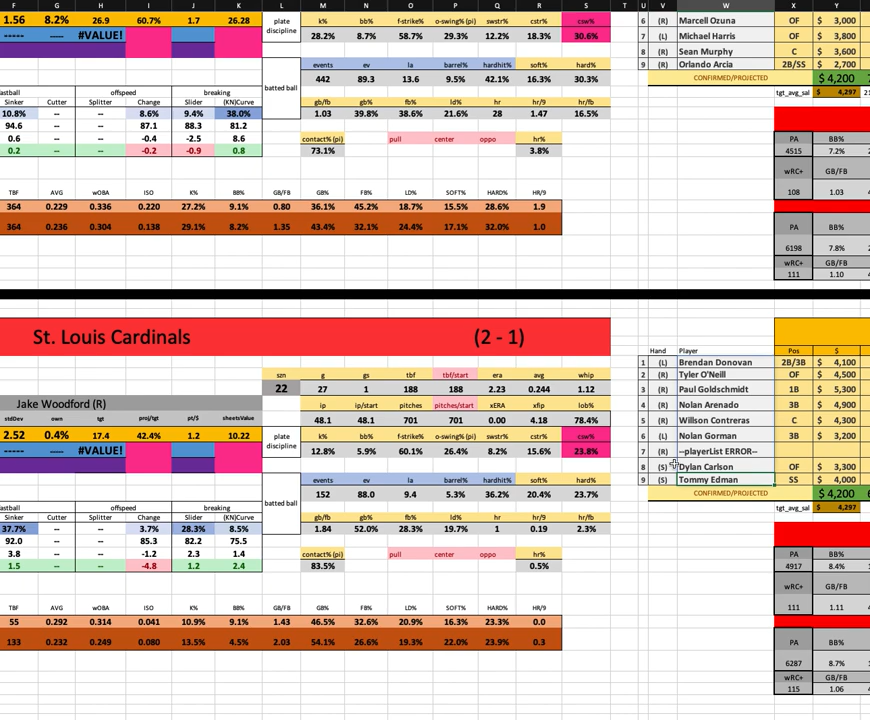 F G H I J K L M N O P Q R S T U V W X Y
1.56 8.2% 26.9 60.7% 1.2 26.28 plate discipline k% bb% f-strike% o-swing% (pi) swstr% cstr% csw% 6 (R) Marcell Ozuna OF $ 3,000
----- ----- #VALUE! 28.2% 8.7% 58.7% 29.3% 12.2% 18.3% 30.6% 7 (L) Michael Harris OF $ 3,800
8 (R) Sean Murphy C $ 3,600
batted ball events ev la barrel% hardhit% soft% hard% 9 (R) Orlando Arcia 2B/SS $ 2,700
442 89.3 13.6 9.5% 42.1% 16.3% 30.3% CONFIRMED/PROJECTED $ 4,200
astball offspeed breaking tgt_avg_sal $ 4,297
Sinker Cutter Splitter Change Slider (KN)Curve gb/fb gb% fb% ld% hr hr/9 hr/fb
10.8% -- -- 8.6% 9.4% 38.0% 1.03 39.8% 38.6% 21.6% 28 1.47 16.5%
94.6 -- -- 87.1 88.3 81.2
0.6 -- -- -0.4 -2.5 8.6 contact% (pi) pull center oppo hr% PA BB%
0.2 -- -- -0.2 -0.9 0.8 73.1% 3.8% 4515 7.2%
wRC+ GB/FB
TBF AVG wOBA ISO K% BB% GB/FB GB% FB% LD% SOFT% HARD% HR/9 108 1.03
364 0.229 0.336 0.220 27.2% 9.1% 0.80 36.1% 45.2% 18.7% 15.5% 28.6% 1.9
364 0.236 0.304 0.138 29.1% 8.2% 1.35 43.4% 32.1% 24.4% 17.1% 32.0% 1.0 PA BB%
6198 7.8%
wRC+ GB/FB
111 1.10
St. Louis Cardinals (2 - 1)
Hand Player Pos $
1 (L) Brendan Donovan 2B/3B $ 4,100
szn g gs tbf tbf/start era avg whip 2 (R) Tyler O'Neill OF $ 4,500
22 27 1 188 188 2.23 0.244 1.12 3 (R) Paul Goldschmidt 1B $ 5,300
Jake Woodford (R) ip ip/start pitches pitches/start xERA xfip lob% 4 (R) Nolan Arenado 3B $ 4,900
stdDev own tgt proj/tgt pt/$ sheetsValue 48.1 48.1 701 701 0.00 4.18 78.4% 5 (R) Willson Contreras C $ 4,300
2.52 0.4% 17.4 42.4% 1.2 10.22 plate discipline k% bb% f-strike% o-swing% (pi) swstr% cstr% csw% 6 (L) Nolan Gorman 3B $ 3,200
----- ----- #VALUE! 12.8% 5.9% 60.1% 26.4% 8.2% 15.6% 23.8% 7 (R) --playerList ERROR--
8 (S) Dylan Carlson OF $ 3,300
batted ball events ev la barrel% hardhit% soft% hard% 9 (S) Tommy Edman SS $ 4,000
152 88.0 9.4 5.3% 36.2% 20.4% 23.7% CONFIRMED/PROJECTED $ 4,200
astball offspeed breaking tgt_avg_sal $ 4,297
Sinker Cutter Splitter Change Slider (KN)Curve gb/fb gb% fb% ld% hr hr/9 hr/fb
37.7% -- -- 3.7% 28.3% 8.5% 1.84 52.0% 28.3% 19.7% 1 0.19 2.3%
92.0 -- -- 85.3 82.2 75.5
3.8 -- -- -1.2 2.3 1.4 contact% (pi) pull center oppo hr% PA BB%
1.5 -- -- -4.8 1.2 2.4 83.5% 0.5% 4917 8.4%
wRC+ GB/FB
TBF AVG wOBA ISO K% BB% GB/FB GB% FB% LD% SOFT% HARD% HR/9 111 1.11
55 0.292 0.314 0.041 10.9% 9.1% 1.43 46.5% 32.6% 20.9% 16.3% 23.3% 0.0
133 0.232 0.249 0.080 13.5% 4.5% 2.03 54.1% 26.6% 19.3% 22.0% 23.9% 0.3 PA BB%
6287 8.7%
wRC+ GB/FB
115 1.06